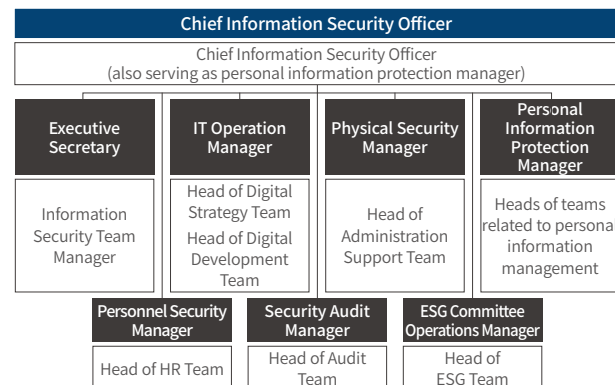 Chief Information Security Officer
Chief Information Security Officer
(also serving as personal information protection manager)
Executive
Secretary
IT Operation
Manager
Physical Security
Manager
Personal
Information
Protection
Manager
Information
Security Team
Manager
Head of Digital
Strategy Team
Head of Digital
Development
Team
Head of
Administration
Support Team
Heads of teams
related to persona
information
management
Personnel Security
Manager
Security Audit
Manager
ESG Committee
Operations Manager
Head of HR Team
Head of Audit
Team
Head of
ESG Team